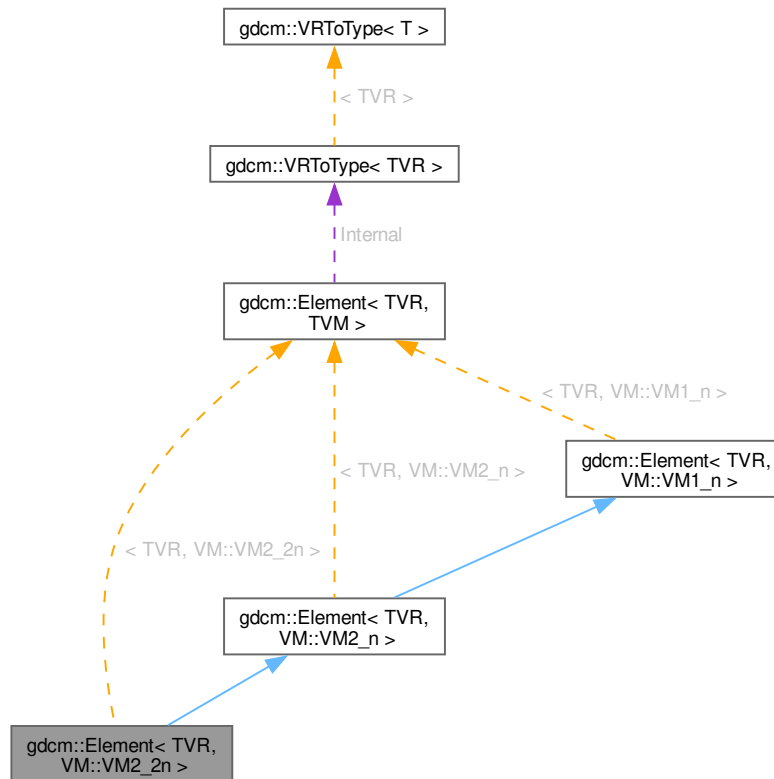 gdcm::VRToType< T >
< TVR >
gdcm::VRToType< TVR >
Internal
gdcm::Element< TVR,
TVM >
< TVR, VM::VM1_n >
gdcm::Element< TVR,
VM::VM1_n >
< TVR, VM::VM2_n >
< TVR, VM::VM2_2n >
gdcm::Element< TVR,
VM::VM2_n >
gdcm::Element< TVR,
VM::VM2_2n >